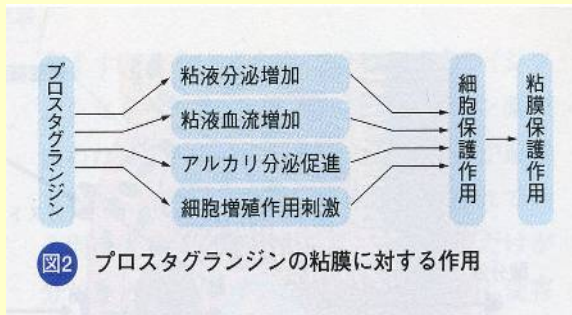 プロスタグランジン
粘液分泌増加
粘液血流増加
アルカリ分泌促進
細胞増殖作用刺激
細胞保護作用
粘膜保護作用
図2 プロスタグランジンの粘膜に対する作用